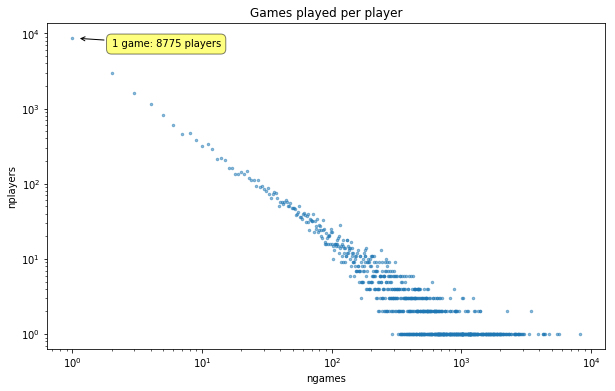 Games played per player
10⁴
1 game: 8775 players
10³
nplayers
10²
10¹
10⁰
10⁰ 10¹ 10² 10³ 10⁴
ngames